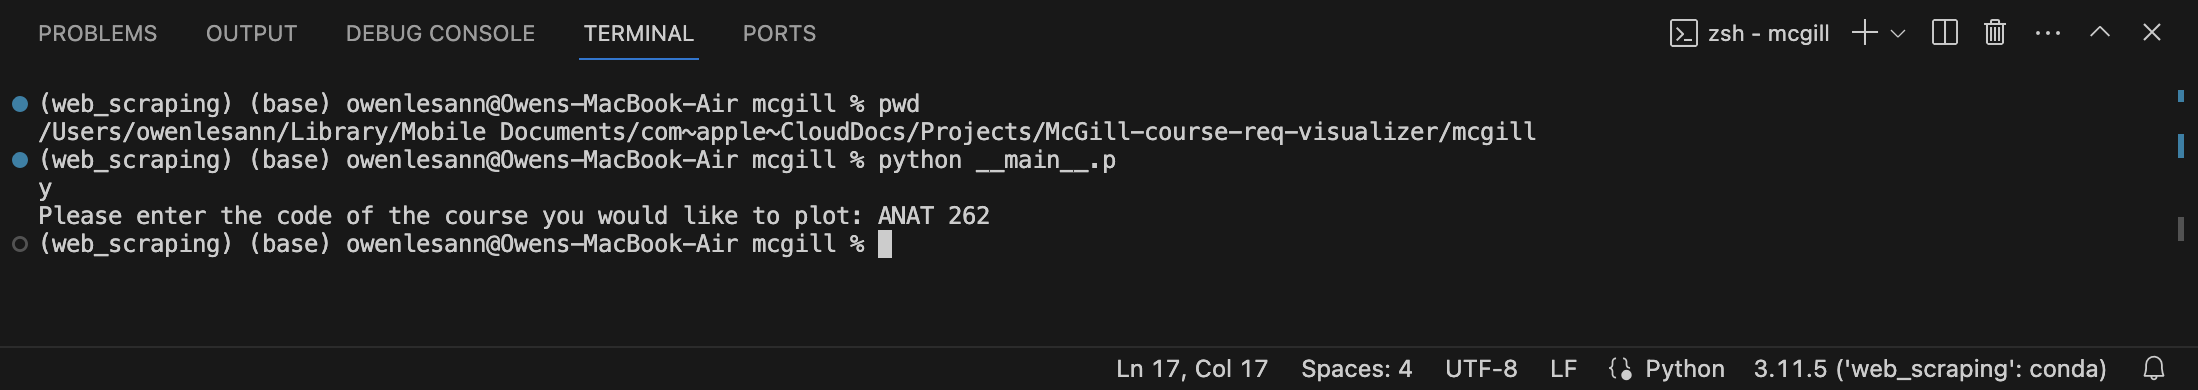 PROBLEMS OUTPUT DEBUG CONSOLE TERMINAL PORTS zsh - mcgill
(web_scraping) (base) owenlesann@Owens-MacBook-Air mcgill % pwd
/Users/owenlesann/Library/Mobile Documents/com~apple~CloudDocs/Projects/McGill-course-req-visualizer/mcgill
(web_scraping) (base) owenlesann@Owens-MacBook-Air mcgill % python __main__.p
y
Please enter the code of the course you would like to plot: ANAT 262
(web_scraping) (base) owenlesann@Owens-MacBook-Air mcgill %
Ln 17, Col 17 Spaces: 4 UTF-8 LF Python 3.11.5 ('web_scraping': conda)